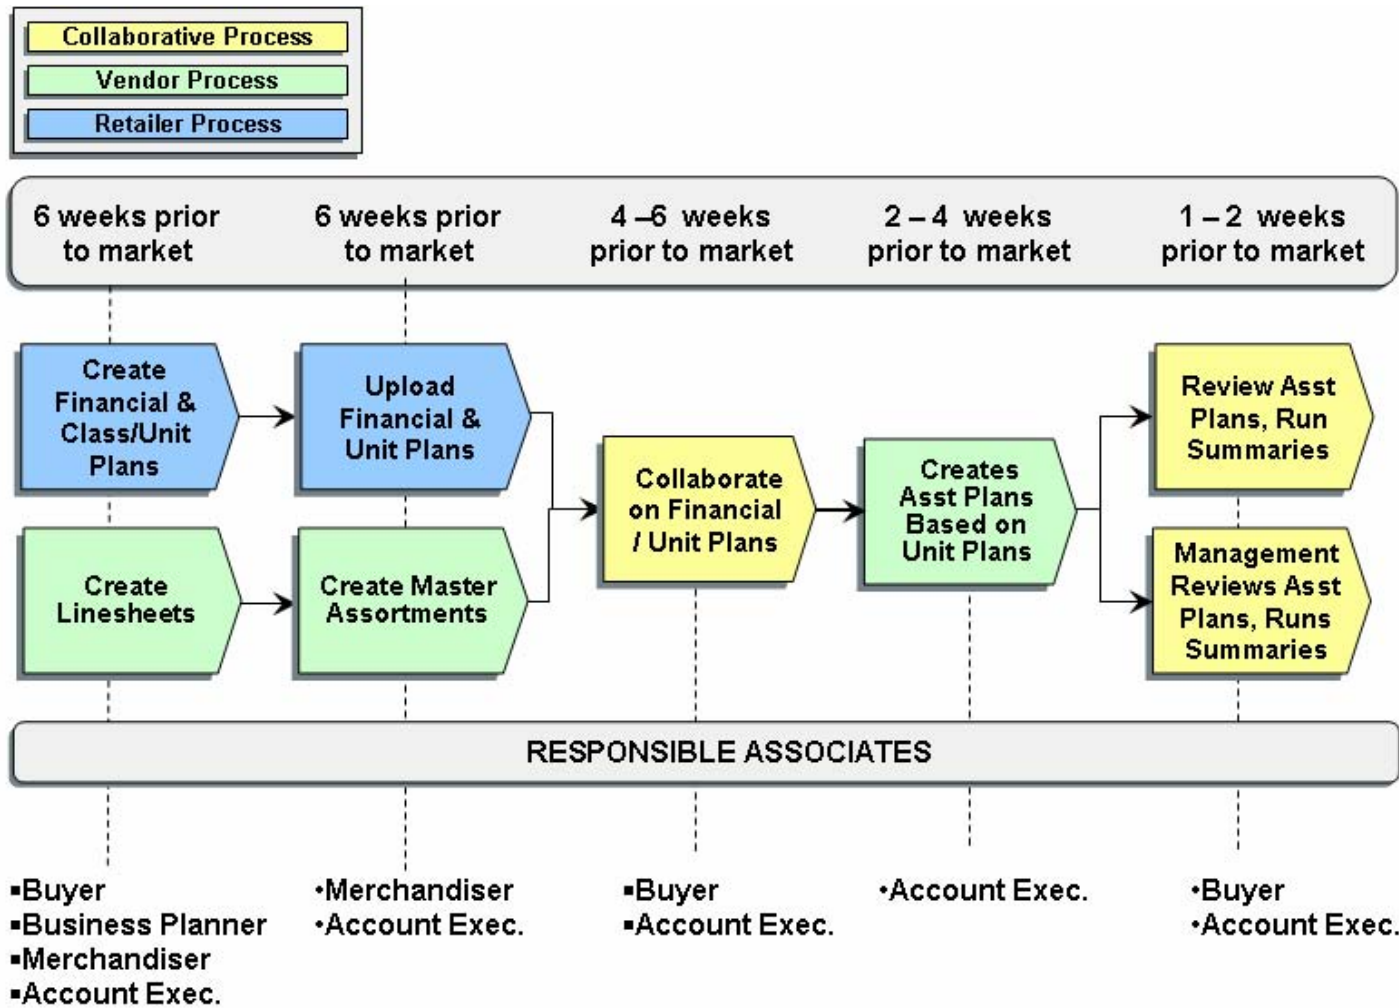 Collaborative Process
Vendor Process
Retailer Process
6 weeks prior
to market
6 weeks prior
to market
4 –6 weeks
prior to market
2 – 4 weeks
prior to market
1 – 2 weeks
prior to market
Create
Financial &
Class/Unit
Plans
Upload
Financial &
Unit Plans
Create
Linesheets
Create Master
Assortments
Collaborate
on Financial
/ Unit Plans
Creates
Asst Plans
Based on
Unit Plans
Review Asst
Plans, Run
Summaries
Management
Reviews Asst
Plans, Runs
Summaries
RESPONSIBLE ASSOCIATES
▪Buyer
▪Business Planner
▪Merchandiser
▪Account Exec.
•Merchandiser
•Account Exec.
▪Buyer
▪Account Exec.
•Account Exec.
•Buyer
•Account Exec.